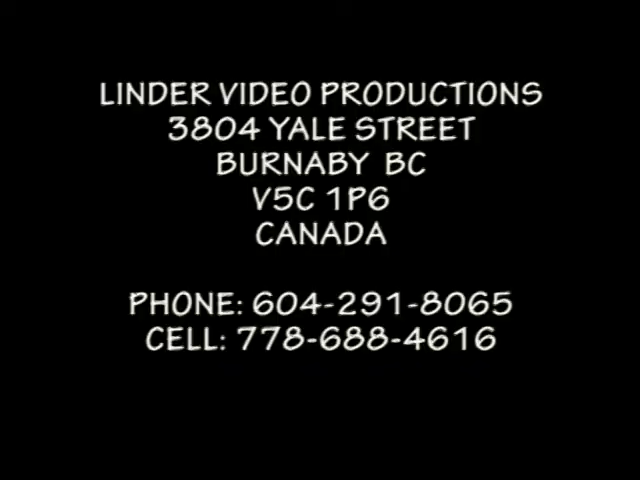 LINDER VIDEO PRODUCTIONS
3804 YALE STREET
BURNABY BC
V5C 1P6
CANADA
PHONE: 604-291-8065
CELL: 778-688-4616